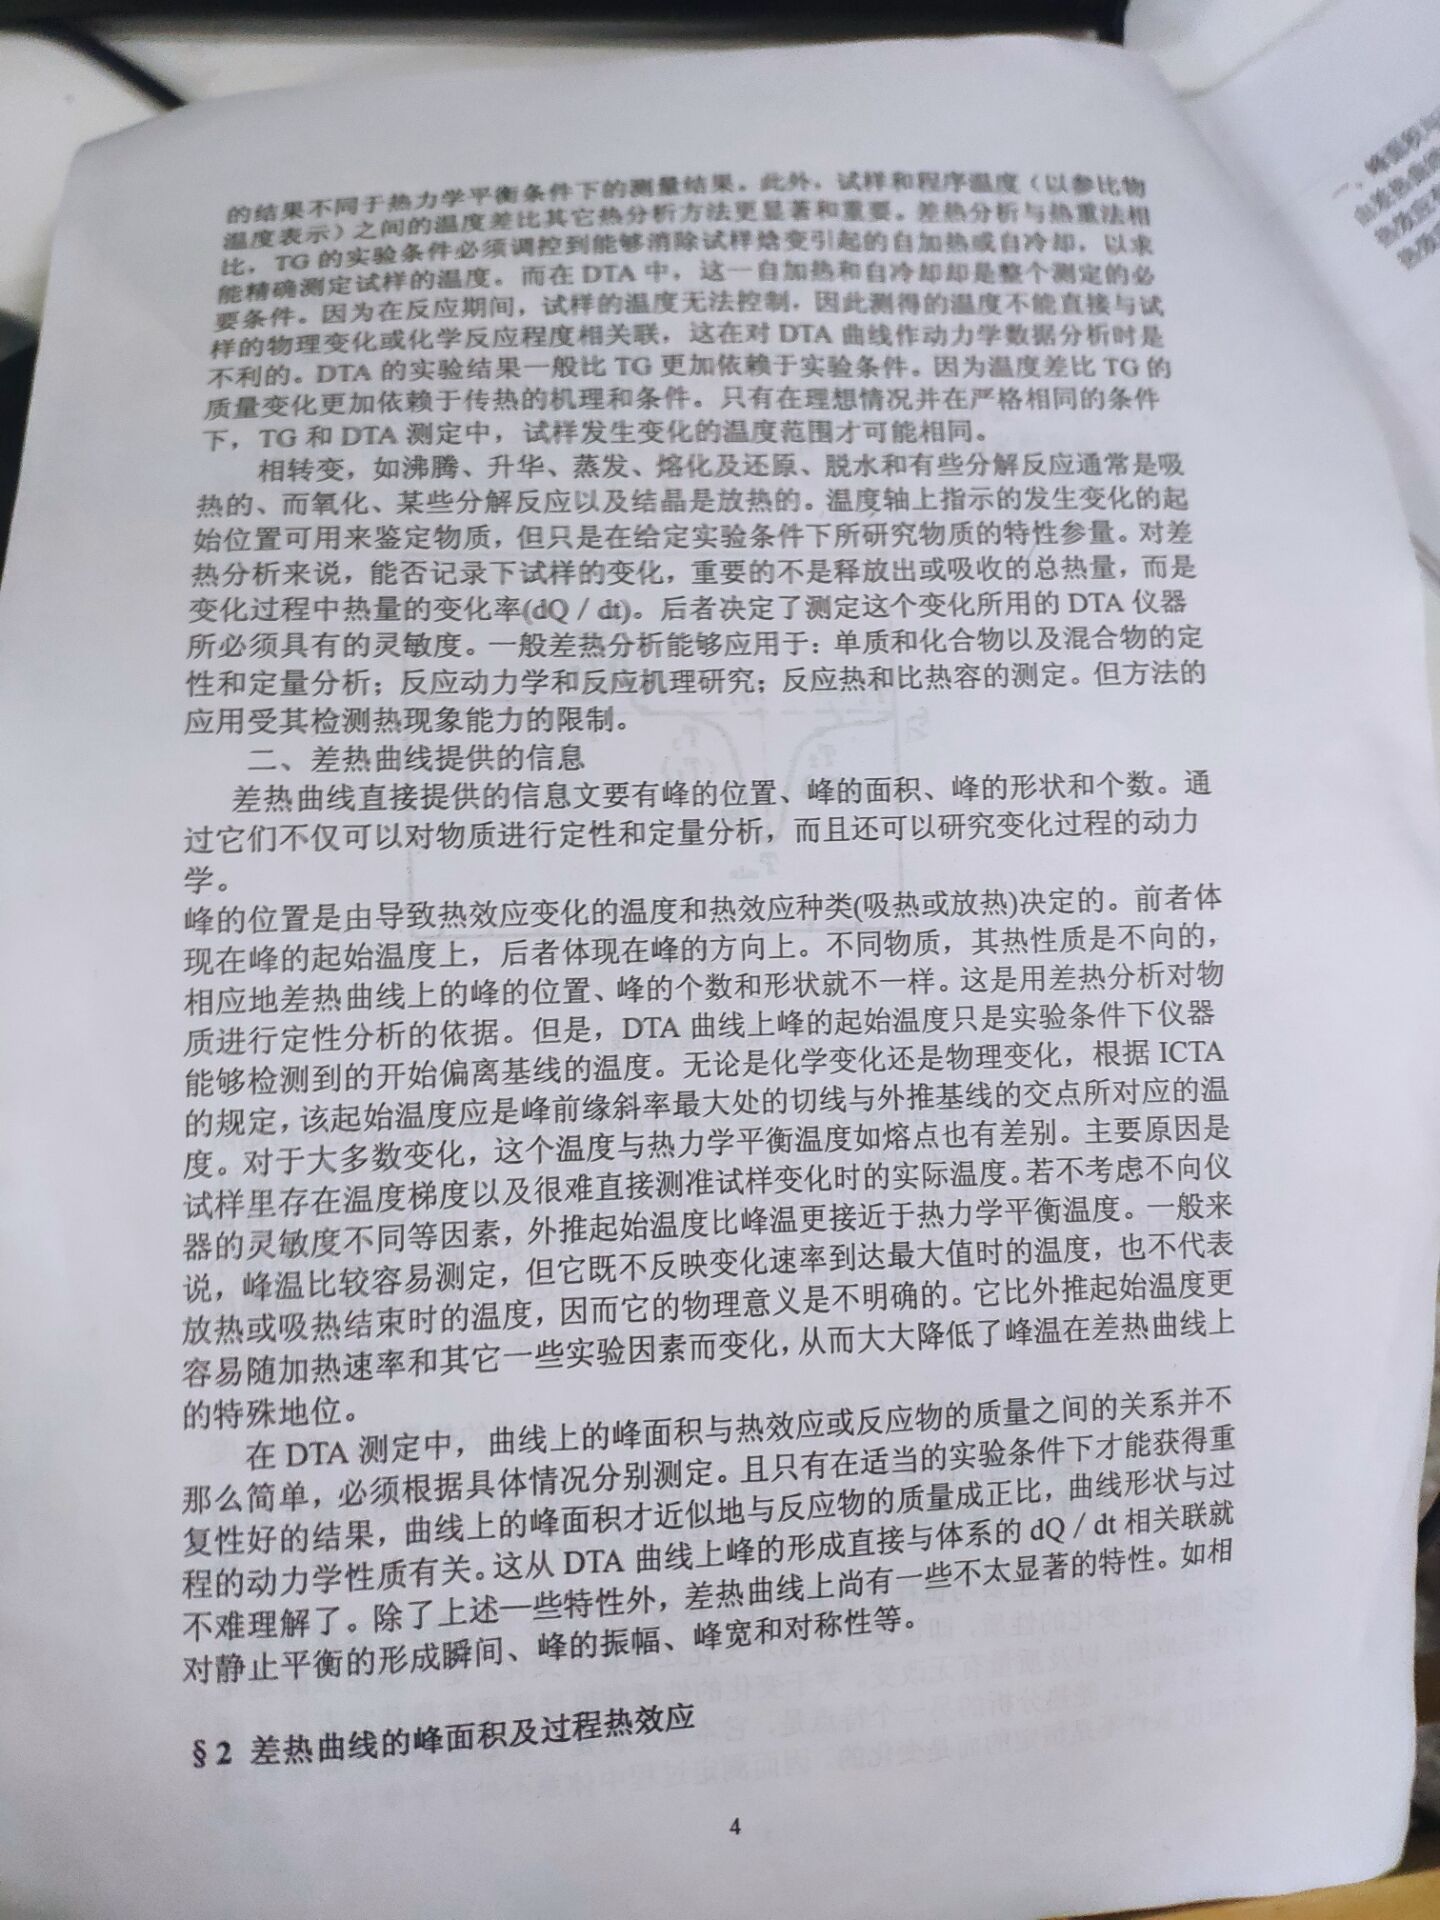 的结果不同于热力学平衡条件下的测量结果。此外，试样和程序温度（以参比物
温度表示）之间的温度差比其它热分析方法更显著和重要。差热分析与热重法相
比，TG 的实验条件必须调控到能够消除试样焓变引起的自加热或自冷却，以求
能精确测定试样的温度。而在 DTA 中，这一自加热和自冷却却是整个测定的必
要条件。因为在反应期间，试样的温度无法控制．因此测得的温度不能直接与试
样的物理变化或化学反应程度相关联，这在对 DTA 曲线作动力学数据分析时是
不利的。DTA 的实验结果一般比 TG 更加依赖于实验条件。因为温度差比 TG 的
质量变化更加依赖于传热的机理和条件。只有在理想情况并在严格相同的条件
下，TG 和 DTA 测定中，试样发生变化的温度范围才可能相同。
相转变，如沸腾、升华、蒸发、熔化及还原、脱水和有些分解反应通常是吸
热的、而氧化、某些分解反应以及结晶是放热的。温度轴上指示的发生变化的起
始位置可用来鉴定物质，但只是在给定实验条件下所研究物质的特性参量。对差
热分析来说，能否记录下试样的变化，重要的不是释放出或吸收的总热量，而是
变化过程中热量的变化率(dQ / dt)。后者决定了测定这个变化所用的 DTA 仪器
所必须具有的灵敏度。一般差热分析能够应用于：单质和化合物以及混合物的定
性和定量分析；反应动力学和反应机理研究；反应热和比热容的测定。但方法的
应用受其检测热现象能力的限制。
二、差热曲线提供的信息
差热曲线直接提供的信息文要有峰的位置、峰的面积、峰的形状和个数。通
过它们不仅可以对物质进行定性和定量分析，而且还可以研究变化过程的动力
学。
峰的位置是由导致热效应变化的温度和热效应种类(吸热或放热)决定的。前者体
现在峰的起始温度上，后者体现在峰的方向上。不同物质，其热性质是不向的，
相应地差热曲线上的峰的位置、峰的个数和形状就不一样。这是用差热分析对物
质进行定性分析的依据。但是，DTA 曲线上峰的起始温度只是实验条件下仪器
能够检测到的开始偏离基线的温度。无论是化学变化还是物理变化，根据 ICTA
的规定，该起始温度应是峰前缘斜率最大处的切线与外推基线的交点所对应的温
度。对于大多数变化，这个温度与热力学平衡温度如熔点也有差别。主要原因是
试样里存在温度梯度以及很难直接测准试样变化时的实际温度。若不考虑不向仪
器的灵敏度不同等因素，外推起始温度比峰温更接近于热力学平衡温度。一般来
说，峰温比较容易测定，但它既不反映变化速率到达最大值时的温度，也不代表
放热或吸热结束时的温度，因而它的物理意义是不明确的。它比外推起始温度更
容易随加热速率和其它一些实验因素而变化，从而大大降低了峰温在差热曲线上
的特殊地位。
在 DTA 测定中，曲线上的峰面积与热效应或反应物的质量之间的关系并不
那么简单，必须根据具体情况分别测定。且只有在适当的实验条件下才能获得重
复性好的结果，曲线上的峰面积才近似地与反应物的质量成正比，曲线形状与过
程的动力学性质有关。这从 DTA 曲线上峰的形成直接与体系的 dQ / dt 相关联就
不难理解了。除了上述一些特性外，差热曲线上尚有一些不太显著的特性。如相
对静止平衡的形成瞬间、峰的振幅、峰宽和对称性等。
§2 差热曲线的峰面积及过程热效应
4